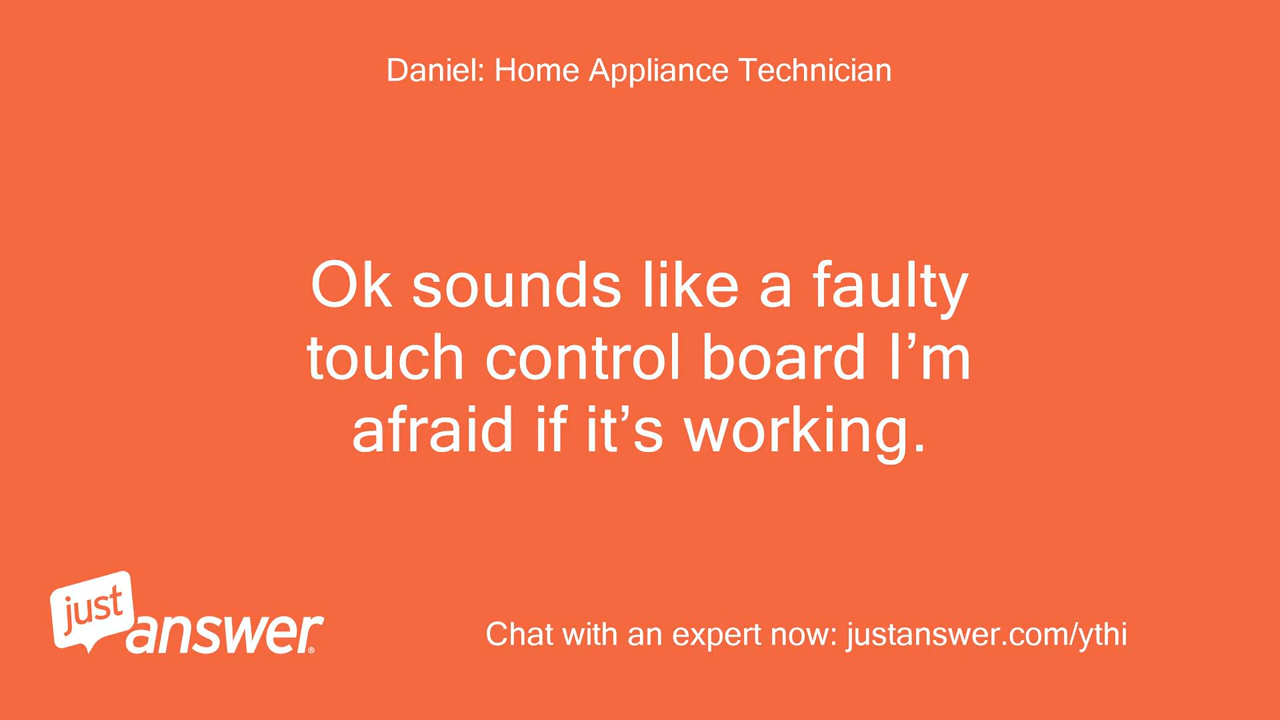 Daniel: Home Appliance Technician
Ok sounds like a faulty
touch control board I’m
afraid if it’s working.
just
answer®
Chat with an expert now: justanswer.com/ythi